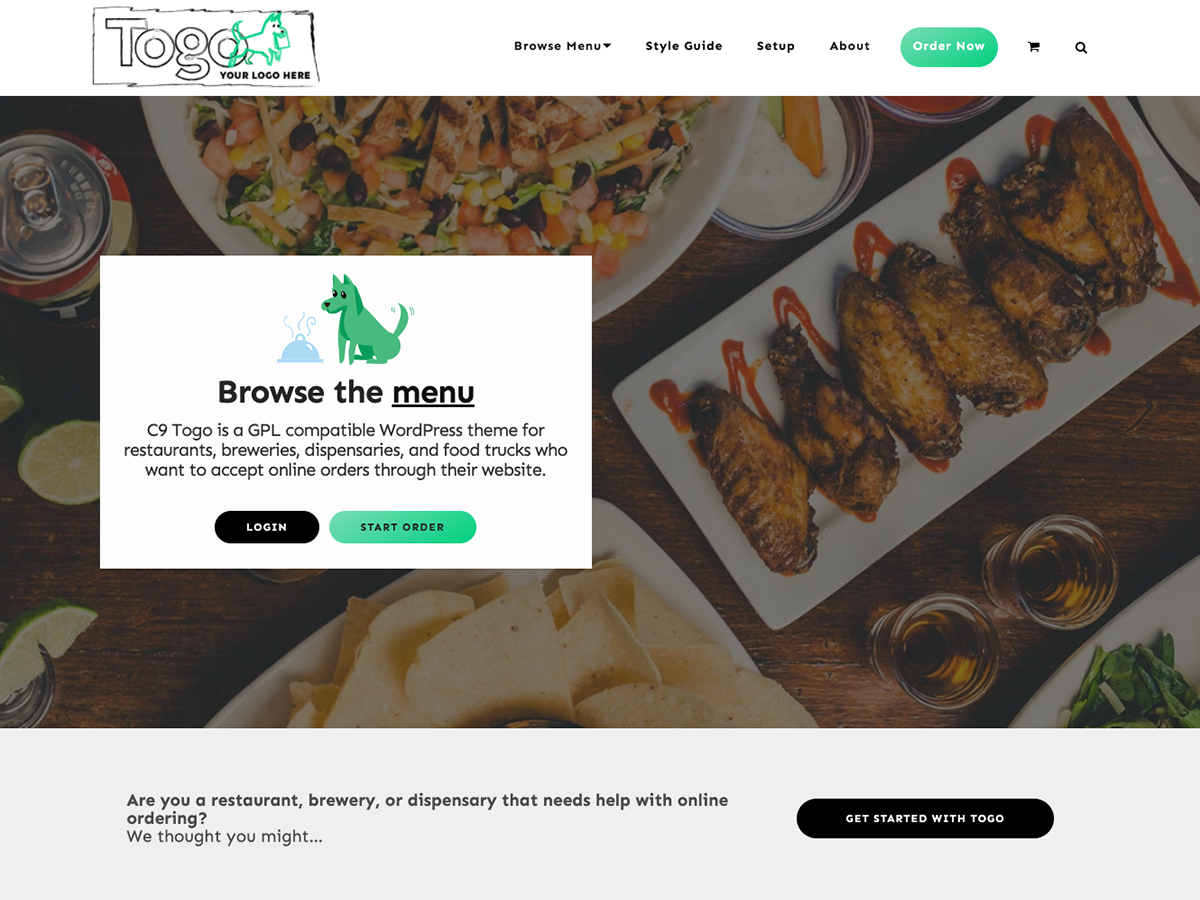 Togo
YOUR LOGO HERE
Browse Menu
Style Guide
Setup
About
Order Now
Browse the menu
C9 Togo is a GPL compatible WordPress theme for
restaurants, breweries, dispensaries, and food trucks who
want to accept online orders through their website.
LOGIN
START ORDER
Are you a restaurant, brewery, or dispensary that needs help with online
ordering?
We thought you might...
GET STARTED WITH TOGO